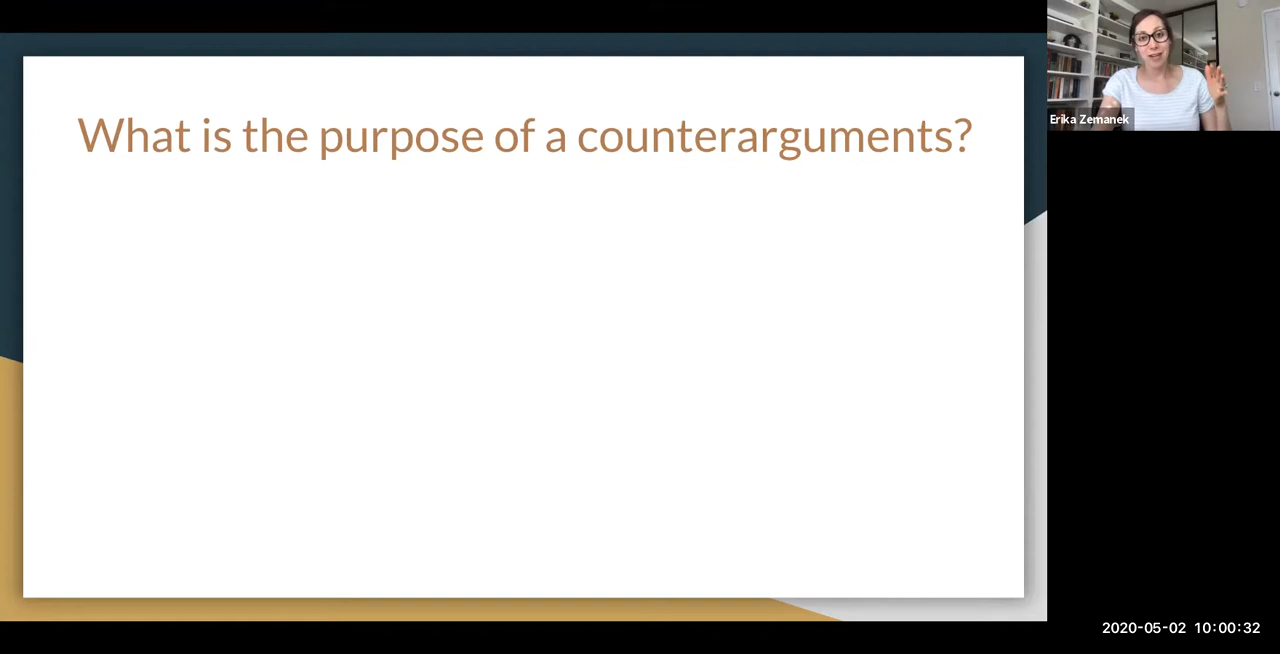 What is the purpose of a counterarguments?
Erika Zemanek
2020-05-02 10:00:32